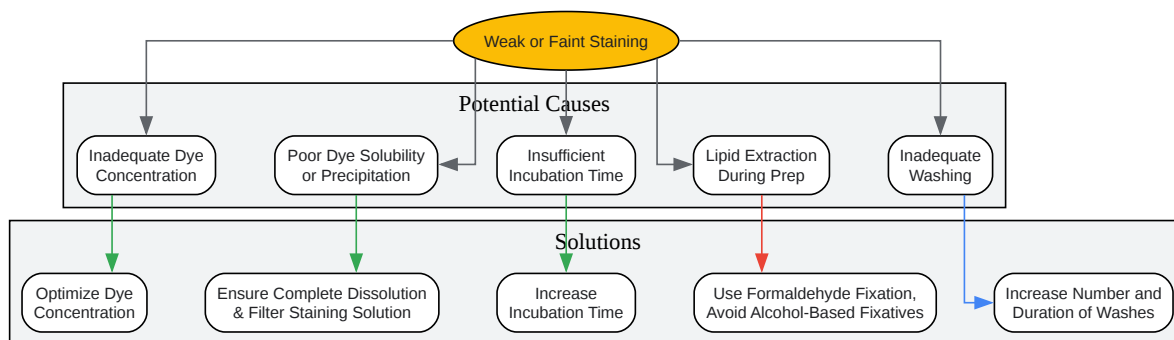 Weak or Faint Staining
Potential Causes
Inadequate Dye
Concentration
Poor Dye Solubility
or Precipitation
Insufficient
Incubation Time
Lipid Extraction
During Prep
Inadequate
Washing
Solutions
Optimize Dye
Concentration
Ensure Complete Dissolution
& Filter Staining Solution
Increase
Incubation Time
Use Formaldehyde Fixation,
Avoid Alcohol-Based Fixatives
Increase Number and
Duration of Washes